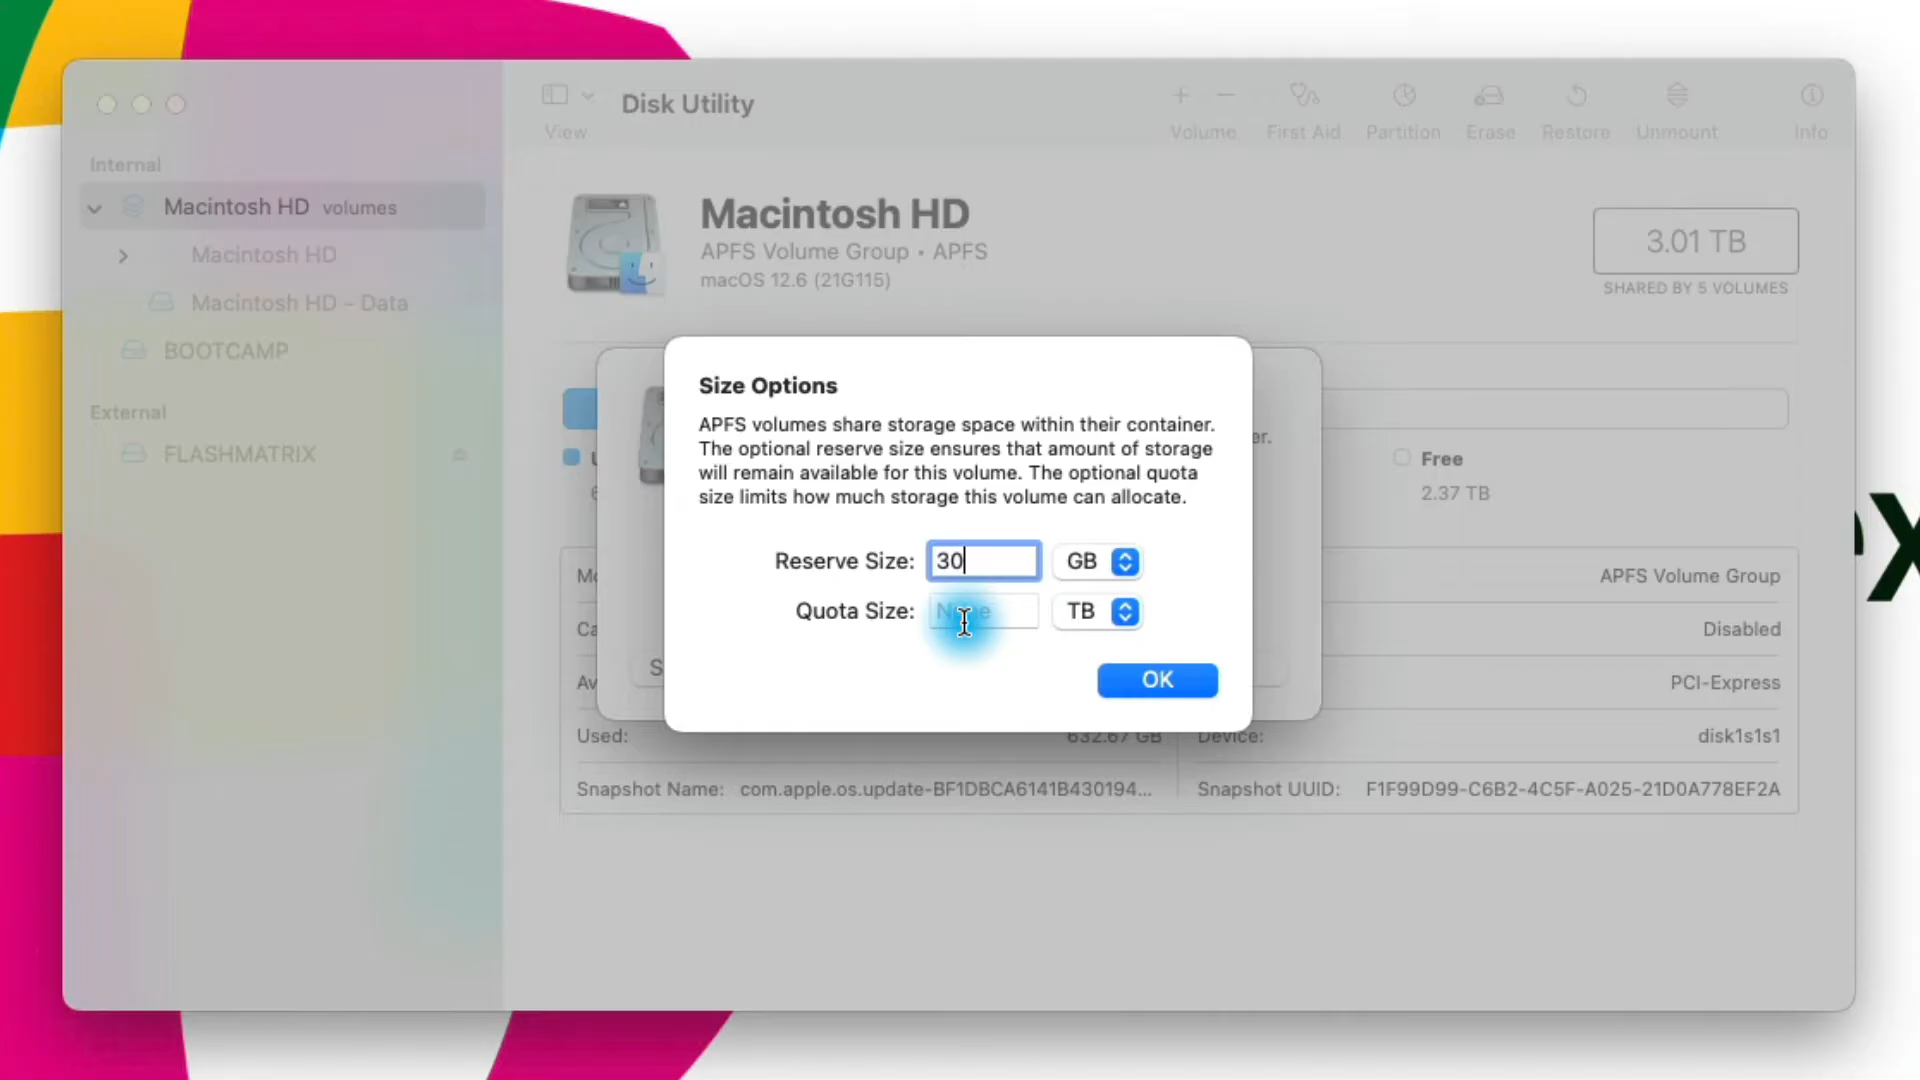 Disk Utility
View
Volume
First Aid
Partition
Erase
Restore
Unmount
Info
Internal
Macintosh HD volumes
Macintosh HD
Macintosh HD – Data
BOOTCAMP
External
FLASHMATRIX
Macintosh HD
APFS Volume Group • APFS
macOS 12.6 (21G115)
3.01 TB
SHARED BY 5 VOLUMES
Size Options
APFS volumes share storage space within their container.
The optional reserve size ensures that amount of storage
will remain available for this volume. The optional quota
size limits how much storage this volume can allocate.
Reserve Size: 30 GB
Quota Size: TB
OK
er.
Free
2.37 TB
APFS Volume Group
Disabled
PCI-Express
Used: 632.67 GB
Device: disk1s1s1
Snapshot Name: com.apple.os.update-BF1DBCA6141B430194...
Snapshot UUID: F1F99D99-C6B2-4C5F-A025-21D0A778EF2A